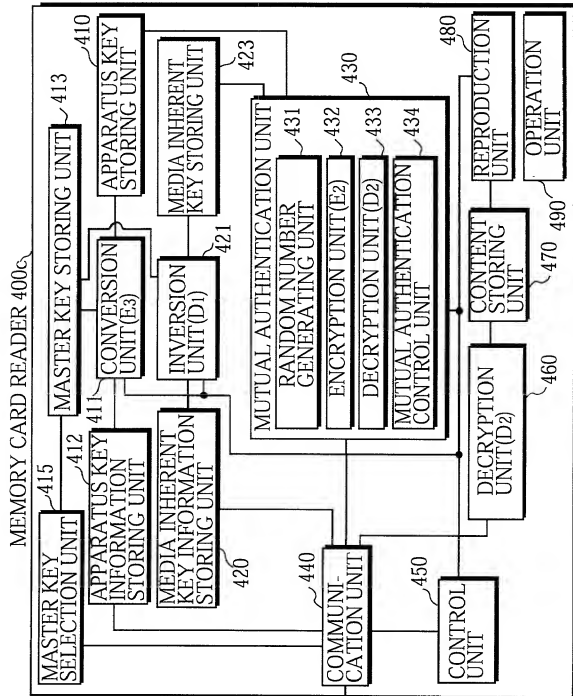 MEMORY CARD READER 400c
415
MASTER KEY
SELECTION UNIT
413
MASTER KEY STORING UNIT
412
APPARATUS KEY
INFORMATION
STORING UNIT
411
CONVERSION
UNIT(E3)
410
APPARATUS KEY
STORING UNIT
MEDIA INHERENT
KEY INFORMATION
STORING UNIT
420
INVERSION
UNIT(D1)
421
MEDIA INHERENT
KEY STORING UNIT
423
430
MUTUAL AUTHENTICATION UNIT
RANDOM NUMBER
GENERATING
UNIT
431
ENCRYPTION UNIT(E2)
432
DECRYPTION UNIT(D2)
433
MUTUAL AUTHENTICATION
CONTROL UNIT
434
440
COMMUNI-
CATION UNIT
450
CONTROL
UNIT
460
DECRYPTION
UNIT(D2)
CONTENT
STORING
UNIT
470
480
REPRODUCTION
UNIT
OPERATION
UNIT
490